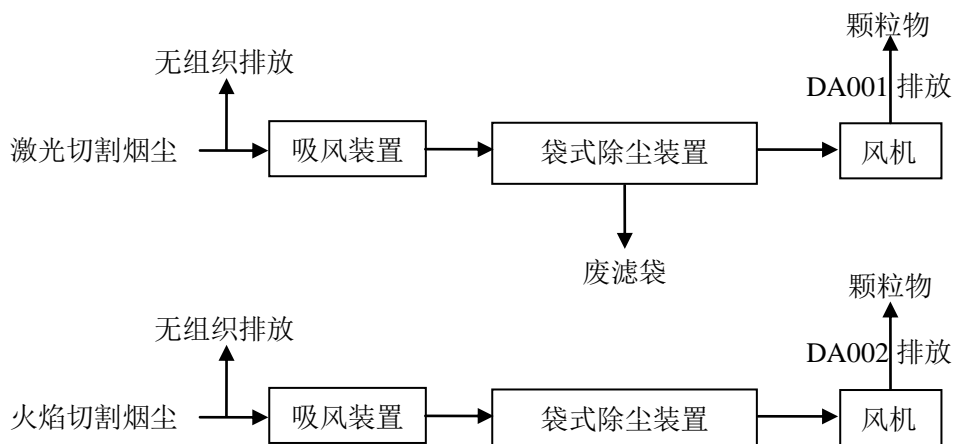 颗粒物
无组织排放
DA001 排放
激光切割烟尘
吸风装置
袋式除尘装置
风机
废滤袋
颗粒物
无组织排放
DA002 排放
火焰切割烟尘
吸风装置
袋式除尘装置
风机